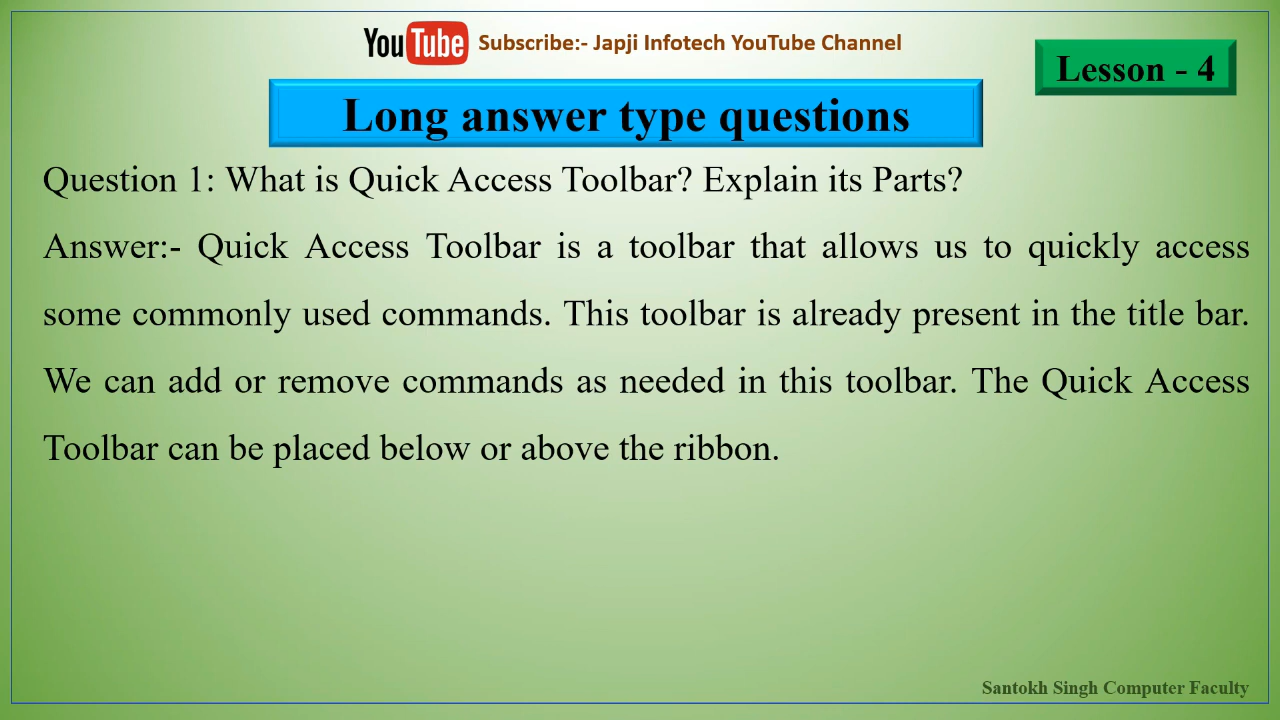 YouTube Subscribe:- Japji Infotech YouTube Channel
Lesson - 4
Long answer type questions
Question 1: What is Quick Access Toolbar? Explain its Parts?
Answer:- Quick Access Toolbar is a toolbar that allows us to quickly access
some commonly used commands. This toolbar is already present in the title bar.
We can add or remove commands as needed in this toolbar. The Quick Access
Toolbar can be placed below or above the ribbon.
Santokh Singh Computer Faculty